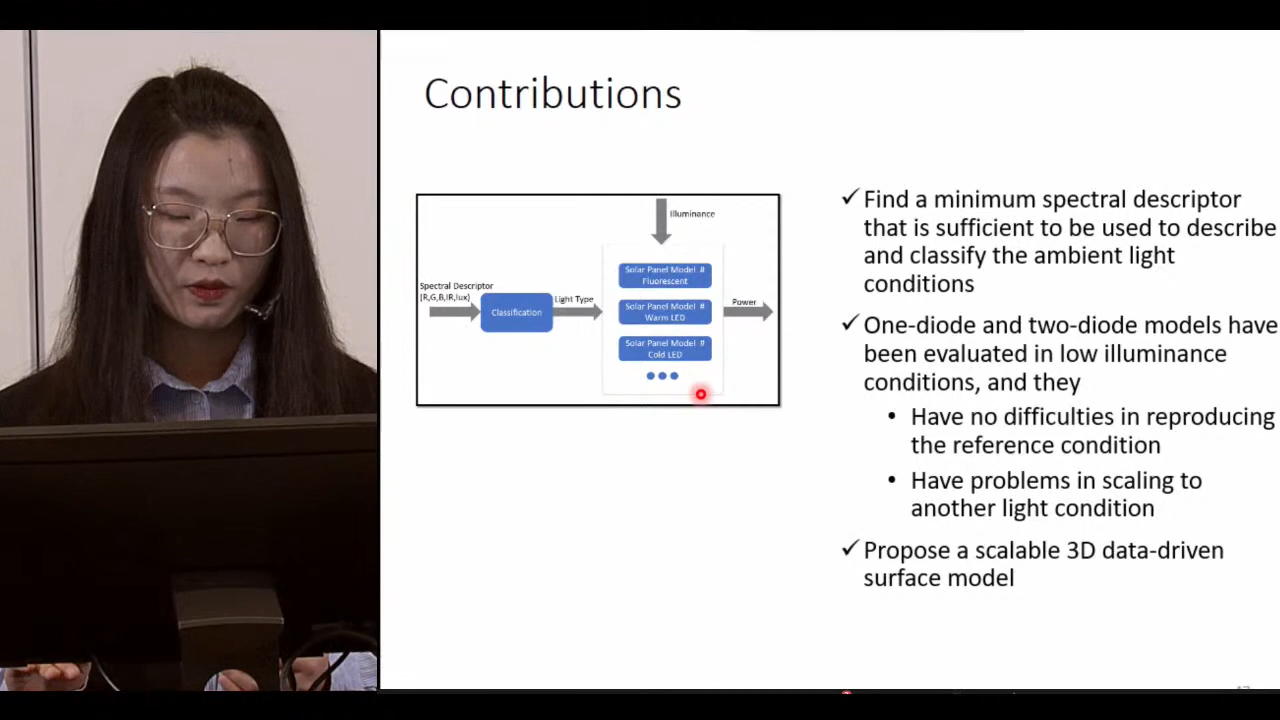 Contributions
Illuminance
Solar Panel Model #
Fluorescent
Spectral Descriptor
[R,G,B,IR,lux)
Classification
Light Type
Solar Panel Model #
Warm LED
Power
Solar Panel Model #
Cold LED
✓ Find a minimum spectral descriptor
that is sufficient to be used to describe
and classify the ambient light
conditions
✓ One-diode and two-diode models have
been evaluated in low illuminance
conditions, and they
• Have no difficulties in reproducing
the reference condition
• Have problems in scaling to
another light condition
✓ Propose a scalable 3D data-driven
surface model